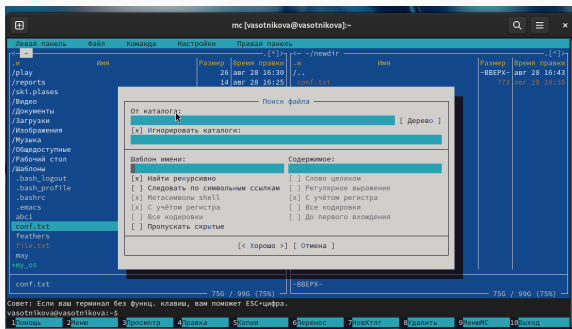 mc [vasotnikova@vasotnikova]:~
Левая панель Файл Команда Настройки Правая панель
<- ~ .[^]> <- ~/newdir .[^]>
.и Имя Размер Время правки .и Имя Размер Время правки
/play 26 авг 28 16:30 /.. -ВВЕРХ- авг 28 16:43
/reports 14 авг 28 16:25 conf.txt 773 авг 28 16:35
/ski.plases
/Видео
/Документы
/Загрузки
/Изображения
/Музыка
/Общедоступные
/Рабочий стол
/Шаблоны
.bash_logout
.bash_profile
.bashrc
.emacs
abc1
conf.txt
feathers
file.txt
may
*my_os
Поиск файла
От каталога:
[ Дерево ]
[x] Игнорировать каталоги:
Шаблон имени: Содержимое:
[x] Найти рекурсивно [ ] Слово целиком
[ ] Следовать по символьным ссылкам [ ] Регулярное выражение
[x] Метасимволы shell [x] С учётом регистра
[x] С учётом регистра [ ] Все кодировки
[ ] Все кодировки [ ] До первого вхождения
[ ] Пропускать скрытые
[< Хорошо >] [ Отмена ]
conf.txt -ВВЕРХ-
75G / 99G (75%) 75G / 99G (75%)
Совет: Если ваш терминал без функц. клавиш, вам поможет ESC+цифра.
vasotnikova@vasotnikova:~$
1Помощь 2Меню 3Просмотр 4Правка 5Копия 6Перенос 7НовКтлг 8Удалить 9МенюMC 10Выход